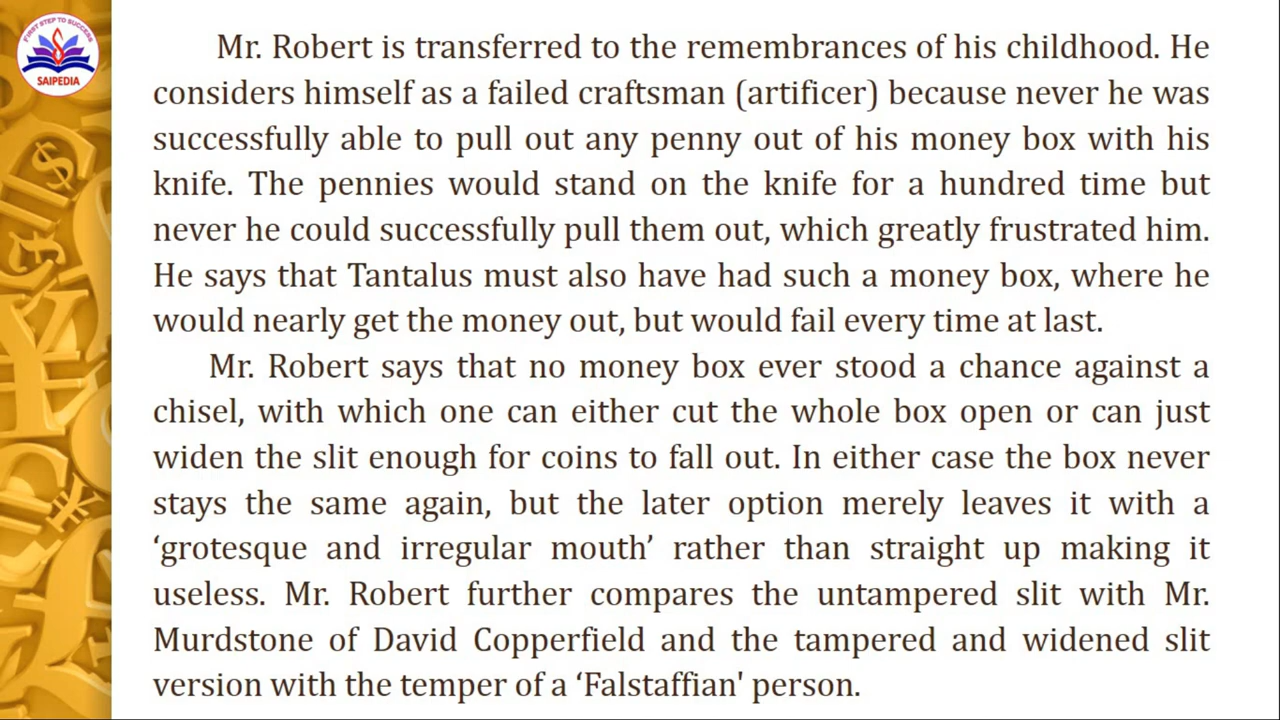 FIRST STEP TO SUCCESS
SAIPEDIA
Mr. Robert is transferred to the remembrances of his childhood. He
considers himself as a failed craftsman (artificer) because never he was
successfully able to pull out any penny out of his money box with his
knife. The pennies would stand on the knife for a hundred time but
never he could successfully pull them out, which greatly frustrated him.
He says that Tantalus must also have had such a money box, where he
would nearly get the money out, but would fail every time at last.
Mr. Robert says that no money box ever stood a chance against a
chisel, with which one can either cut the whole box open or can just
widen the slit enough for coins to fall out. In either case the box never
stays the same again, but the later option merely leaves it with a
‘grotesque and irregular mouth’ rather than straight up making it
useless. Mr. Robert further compares the untampered slit with Mr.
Murdstone of David Copperfield and the tampered and widened slit
version with the temper of a ‘Falstaffian' person.